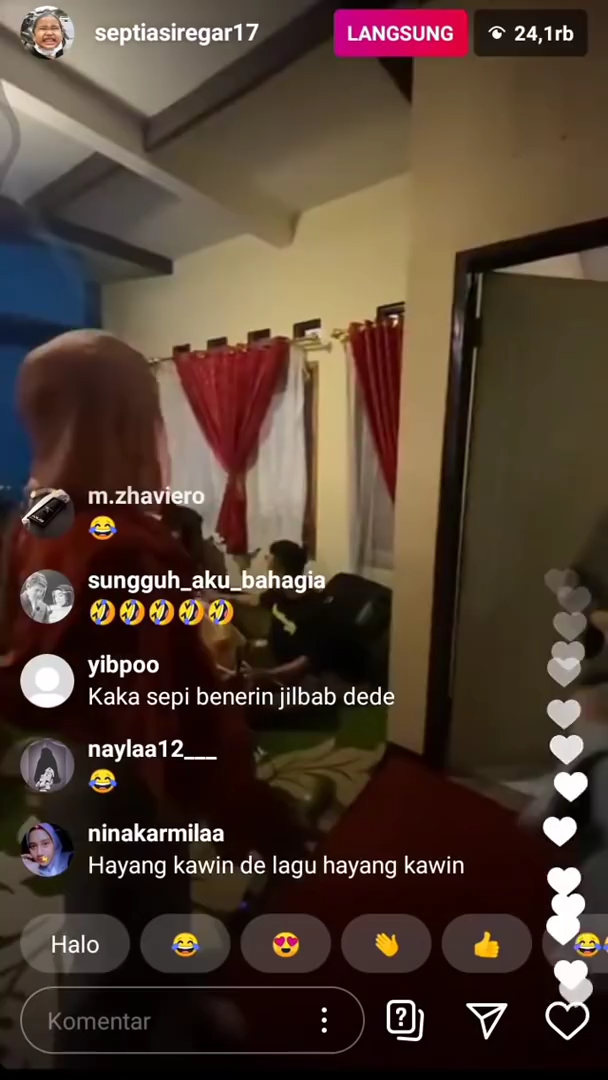 septiasiregar17 LANGSUNG 24,1rb
m.zhaviero
😂
sungguh_aku_bahagia
🤣🤣🤣🤣🤣
yibpoo
Kaka sepi benerin jilbab dede
naylaa12___
😂
ninakarmilaa
Hayang kawin de lagu hayang kawin
Halo 😂 😍 👏 👍 😂
Komentar